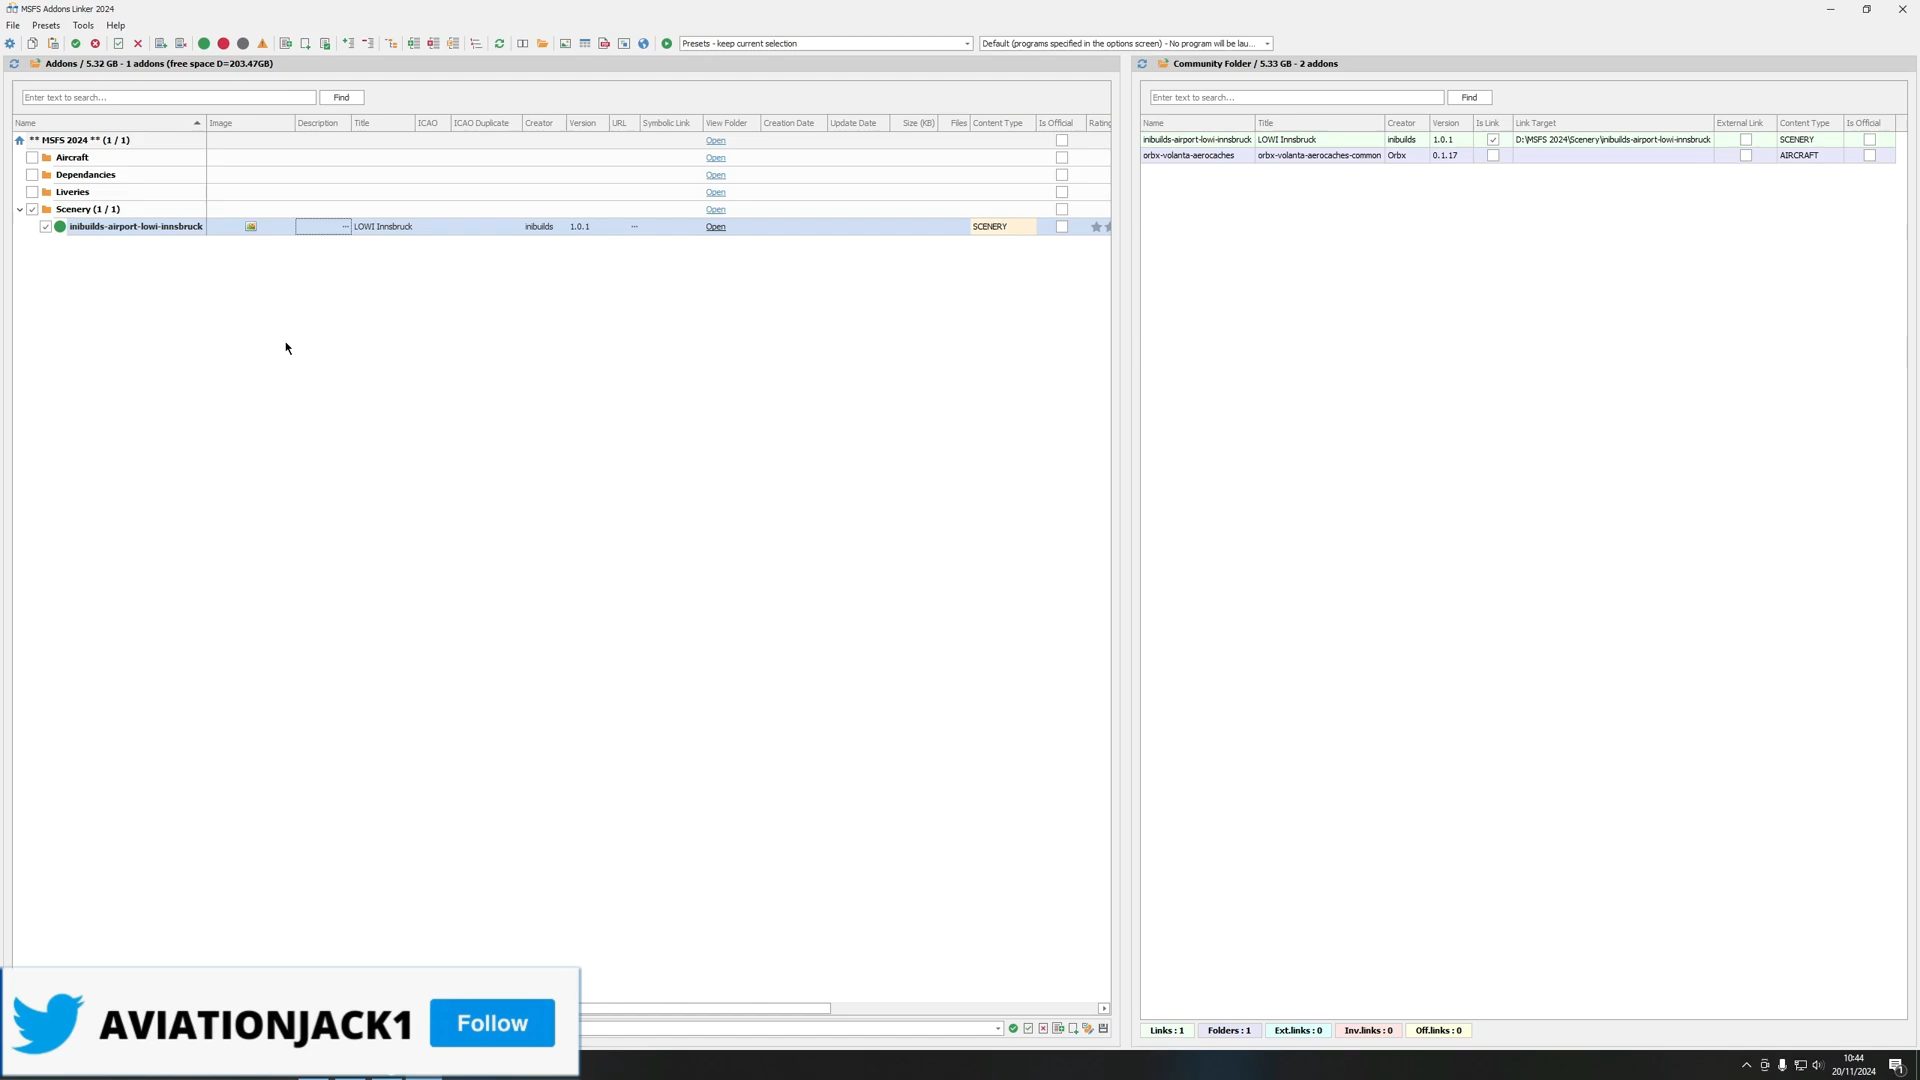 MSFS Addons Linker 2024
File Presets Tools Help
Presets - keep current selection
Default (programs specified in the options screen) - No program will be lau...
Addons / 5.32 GB - 1 addons (free space D=203.47GB)
Enter text to search... Find
Name Image Description Title ICAO ICAO Duplicate Creator Version URL Symbolic Link View Folder Creation Date Update Date Size (KB) Files Content Type Is Official Rating
** MSFS 2024 ** (1 / 1) Open
Aircraft Open
Dependancies Open
Liveries Open
Scenery (1 / 1) Open
inibuilds-airport-lowi-innsbruck ... LOWI Innsbruck inibuilds 1.0.1 ... Open SCENERY
Community Folder / 5.33 GB - 2 addons
Enter text to search... Find
Name Title Creator Version Is Link Link Target External Link Content Type Is Official
inibuilds-airport-lowi-innsbruck LOWI Innsbruck inibuilds 1.0.1 D:\MSFS 2024\Scenery\inibuilds-airport-lowi-innsbruck SCENERY
orbx-volanta-aerocaches orbx-volanta-aerocaches-common Orbx 0.1.17 AIRCRAFT
AVIATIONJACK1 Follow
Links : 1 Folders : 1 Ext.links : 0 Inv.links : 0 Off.links : 0
10:44
20/11/2024
1